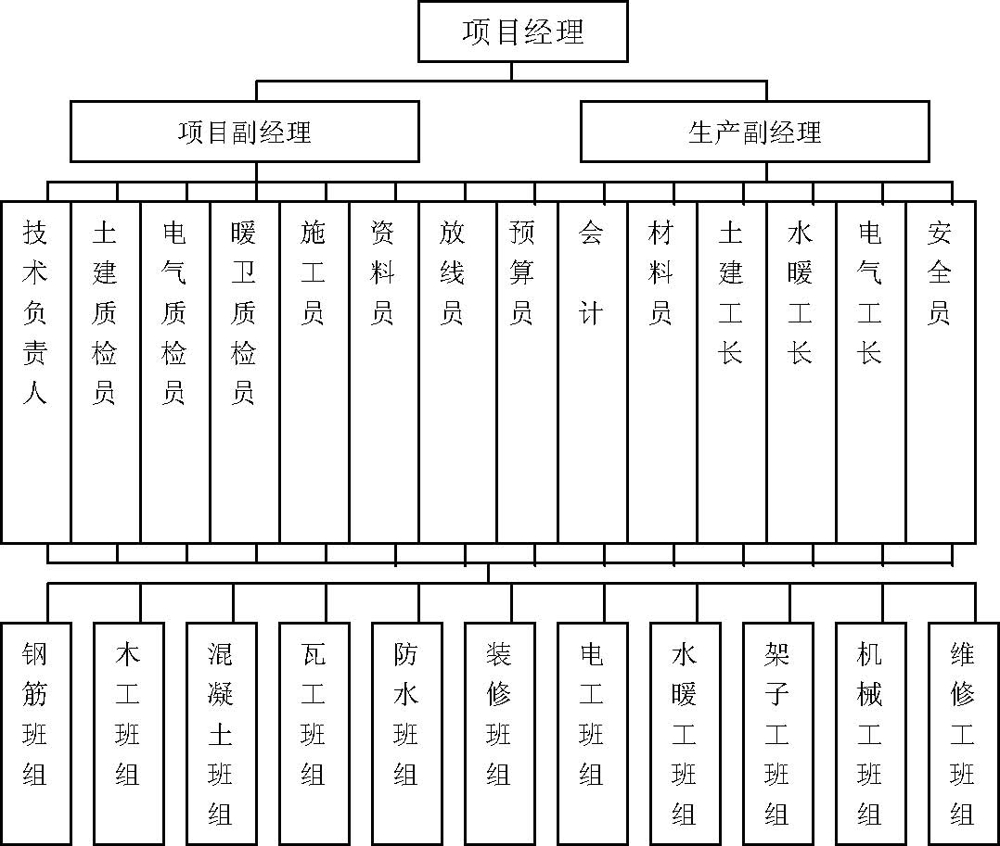 项目经理
项目副经理
生产副经理
技术负责人
土建质检员
电气质检员
暖卫质检员
施工员
资料员
放线员
预算员
会计
材料员
土建工长
水暖工长
电气工长
安全员
钢筋班组
木工班组
混凝土班组
瓦工班组
防水班组
装修班组
电工班组
水暖工班组
架子工班组
机械工班组
维修工班组